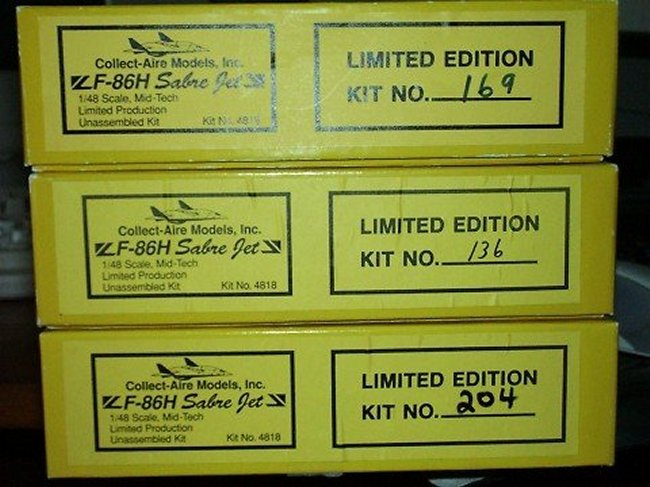 Collect-Aire Models, Inc.
F-86H Sabre Jet
1/48 Scale, Mid-Tech
Limited Production
Unassembled Kit Kit No. 4818
LIMITED EDITION
KIT NO. 169
Collect-Aire Models, Inc.
F-86H Sabre Jet
1/48 Scale, Mid-Tech
Limited Production
Unassembled Kit Kit No. 4818
LIMITED EDITION
KIT NO. 136
Collect-Aire Models, Inc.
F-86H Sabre Jet
1/48 Scale, Mid-Tech
Limited Production
Unassembled Kit Kit No. 4818
LIMITED EDITION
KIT NO. 204